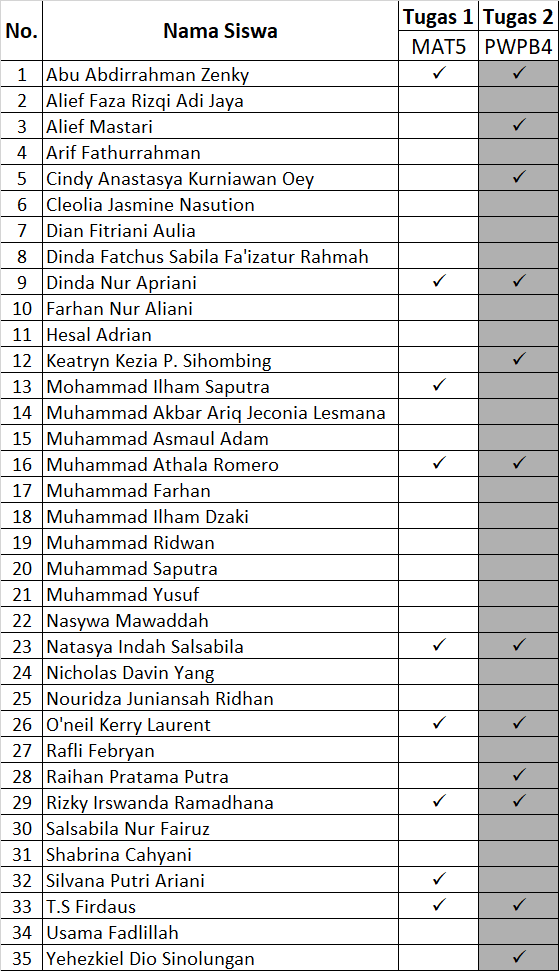 No. Nama Siswa Tugas 1 Tugas 2
MAT5 PWPB4
1 Abu Abdirrahman Zenky ✓ ✓
2 Alief Faza Rizqi Adi Jaya
3 Alief Mastari ✓
4 Arif Fathurrahman
5 Cindy Anastasya Kurniawan Oey ✓
6 Cleolia Jasmine Nasution
7 Dian Fitriani Aulia
8 Dinda Fatchus Sabila Fa'izatur Rahmah
9 Dinda Nur Apriani ✓ ✓
10 Farhan Nur Aliani
11 Hesal Adrian
12 Keatryn Kezia P. Sihombing ✓
13 Mohammad Ilham Saputra ✓
14 Muhammad Akbar Ariq Jeconia Lesmana
15 Muhammad Asmaul Adam
16 Muhammad Athala Romero ✓ ✓
17 Muhammad Farhan
18 Muhammad Ilham Dzaki
19 Muhammad Ridwan
20 Muhammad Saputra
21 Muhammad Yusuf
22 Nasywa Mawaddah
23 Natasya Indah Salsabila ✓ ✓
24 Nicholas Davin Yang
25 Nouridza Juniansah Ridhan
26 O'neil Kerry Laurent ✓ ✓
27 Rafli Febryan
28 Raihan Pratama Putra ✓
29 Rizky Irswanda Ramadhana ✓ ✓
30 Salsabila Nur Fairuz
31 Shabrina Cahyani
32 Silvana Putri Ariani ✓
33 T.S Firdaus ✓ ✓
34 Usama Fadlillah
35 Yehezkiel Dio Sinolungan ✓